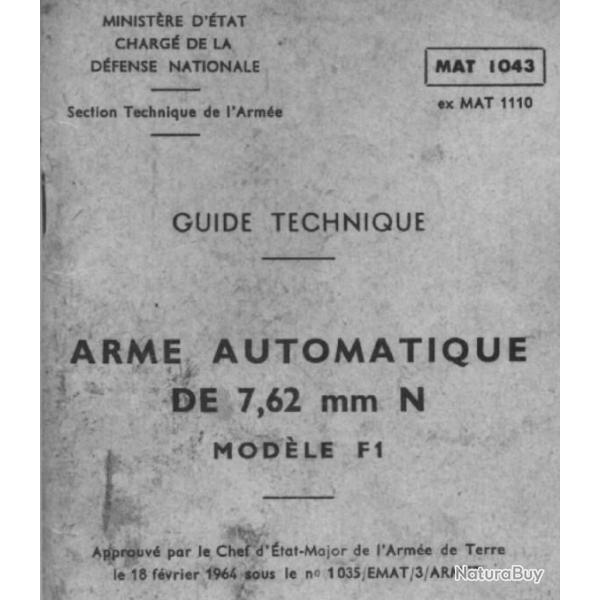 MINISTÈRE D'ÉTAT
CHARGÉ DE LA
DÉFENSE NATIONALE
Section Technique de l'Armée
MAT 1043
ex MAT 1110
GUIDE TECHNIQUE
ARME AUTOMATIQUE
DE 7,62 mm N
MODÈLE F1
Approuvé par le Chef d'État-Major de l'Armée de Terre
le 18 février 1964 sous le nº 1035/EMAT/3/
NaturaBuy